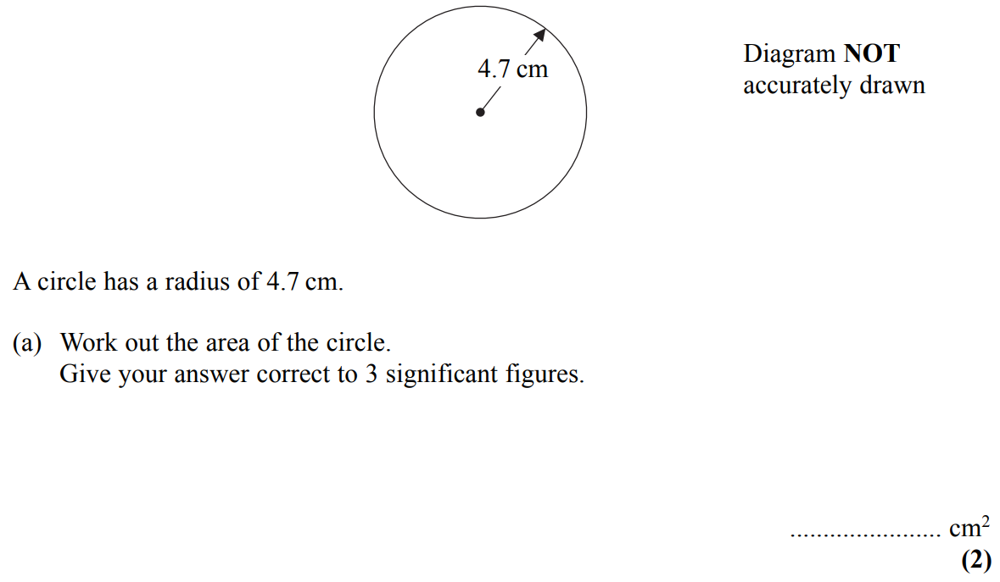 4.7 cm
Diagram NOT
accurately drawn
A circle has a radius of 4.7 cm.
(a) Work out the area of the circle.
Give your answer correct to 3 significant figures.
....................... cm²
(2)